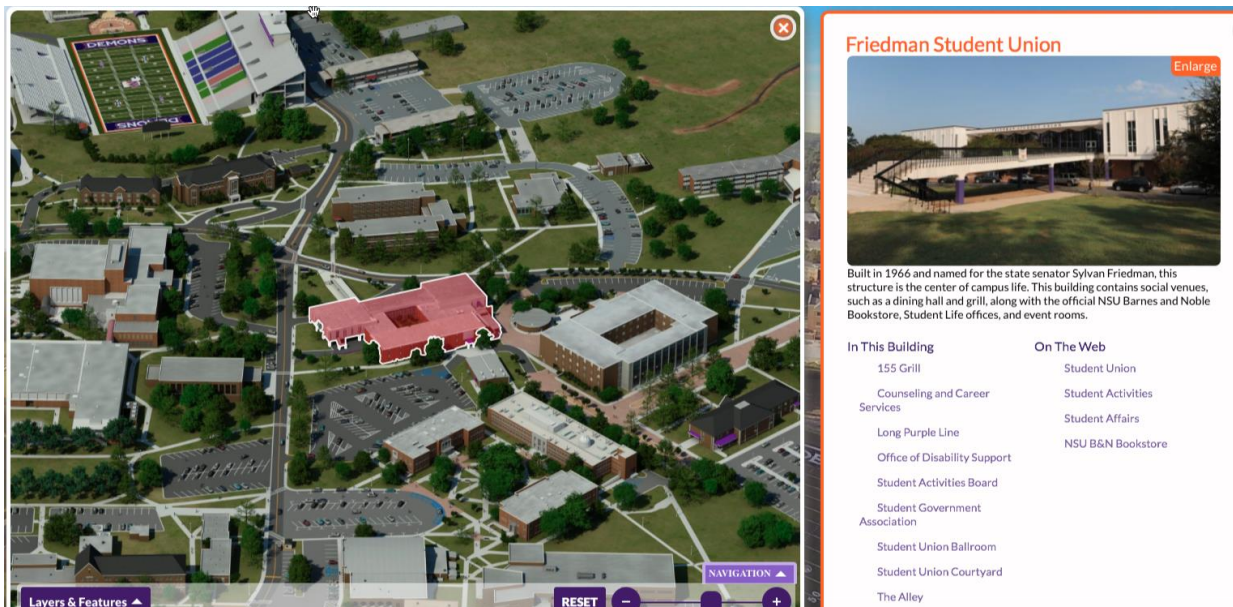 DEMONS
DEMONS
NAVIGATION
Layers & Features
RESET
Friedman Student Union
Enlarge
Built in 1966 and named for the state senator Sylvan Friedman, this
structure is the center of campus life. This building contains social venues,
such as a dining hall and grill, along with the official NSU Barnes and Noble
Bookstore, Student Life offices, and event rooms.
In This Building
155 Grill
Counseling and Career
Services
Long Purple Line
Office of Disability Support
Student Activities Board
Student Government
Association
Student Union Ballroom
Student Union Courtyard
The Alley
On The Web
Student Union
Student Activities
Student Affairs
NSU B&N Bookstore